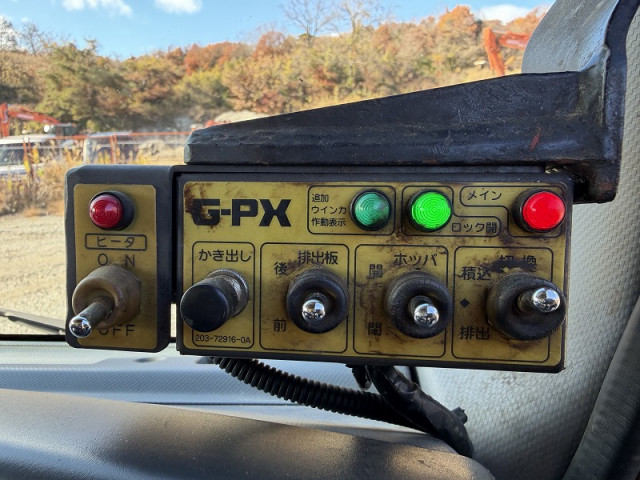 ヒータ
ON
OFF
G-PX
追加
ウインカ
作動表示
メイン
ロック開
かき出し
203-72916-0A
排出板
後
前
ホッパ
開
閉
切換
積込
◆
排出